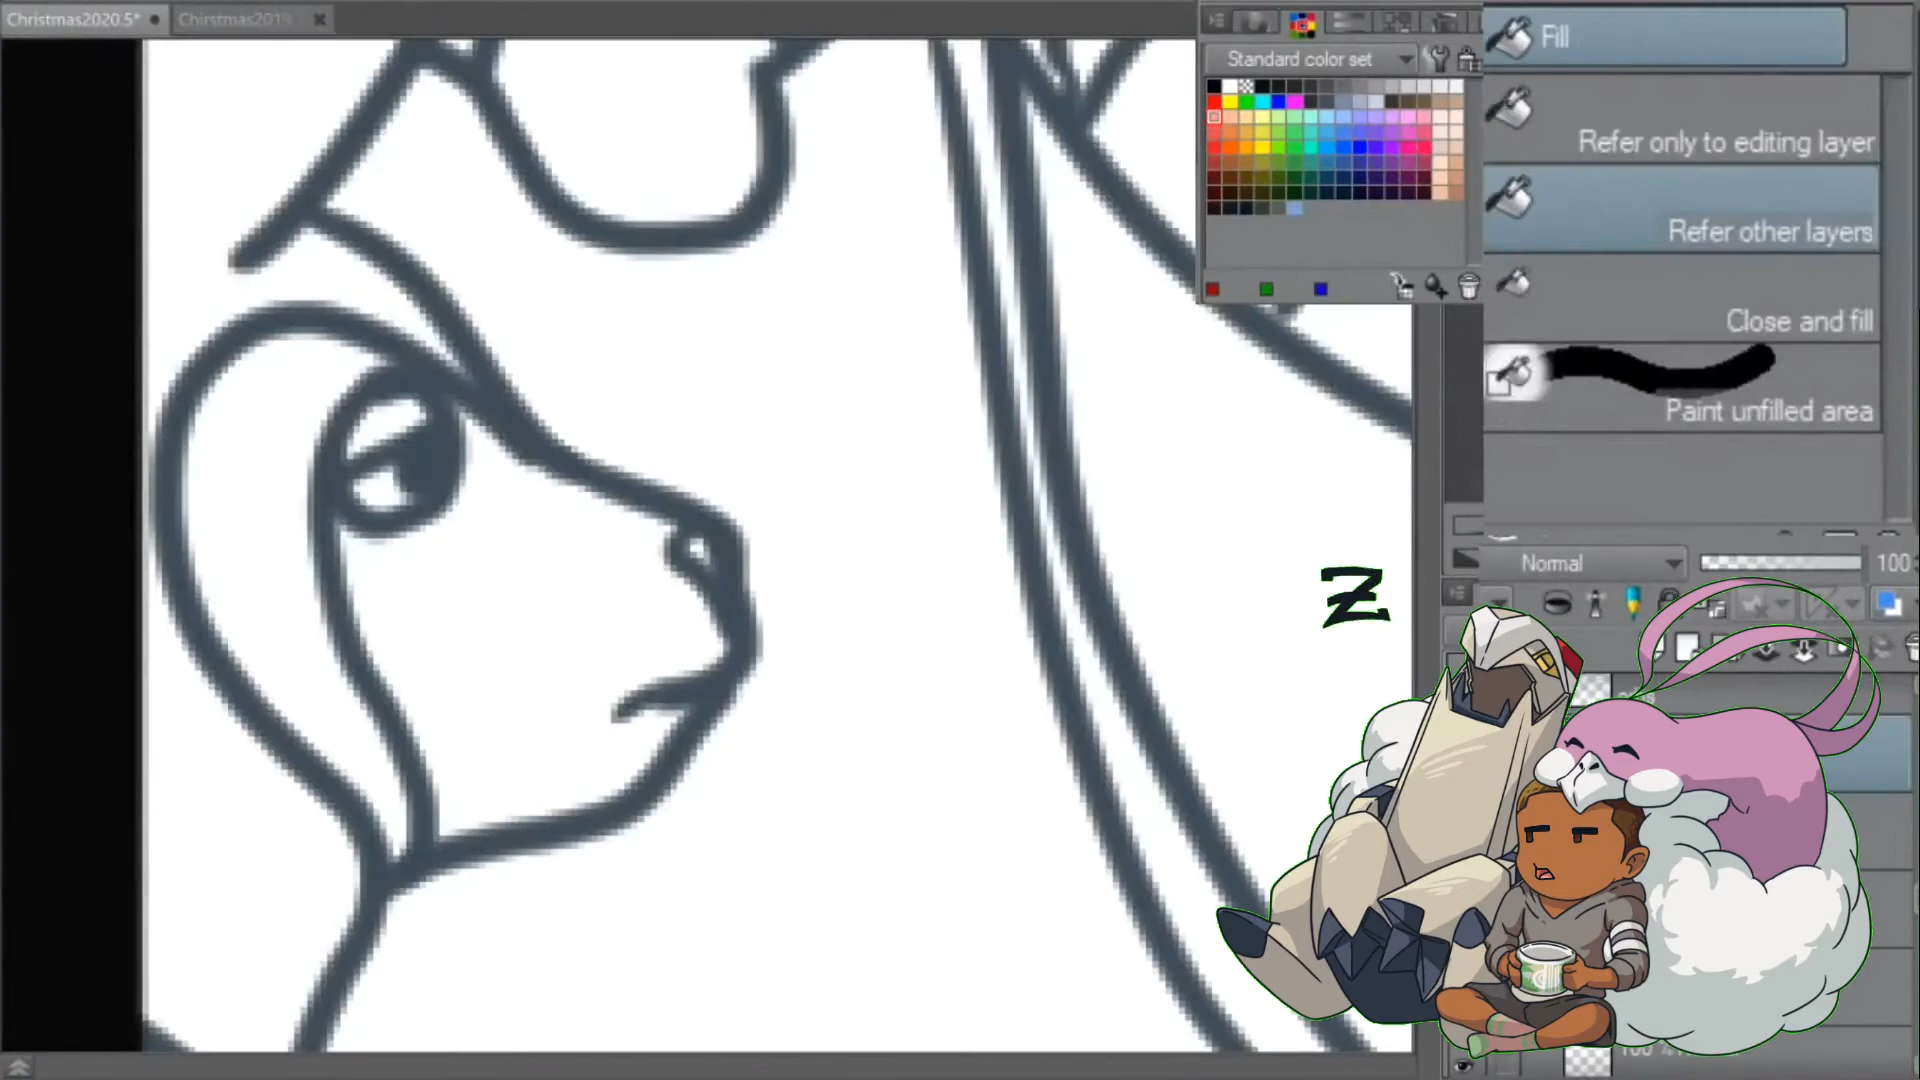 Christmas2020.5*
Chirstmas2019
Standard color set
Fill
Refer only to editing layer
Refer other layers
Close and fill
Paint unfilled area
Normal
100
Z